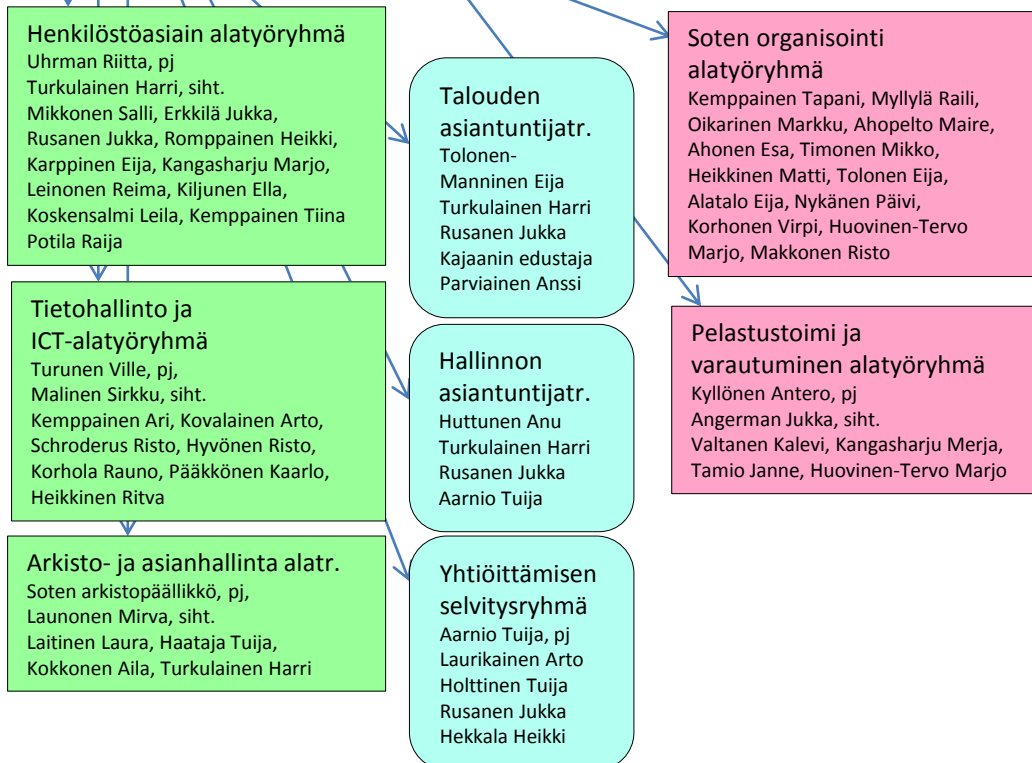 Henkilöstöasiain alatyöryhmä
Uhrman Riitta, pj
Turkulainen Harri, siht.
Mikkonen Salli, Erkkilä Jukka,
Rusanen Jukka, Romppainen Heikki,
Karppinen Eija, Kangasharju Marjo,
Leinonen Reima, Kiljunen Ella,
Koskensalmi Leila, Kemppainen Tiina
Potila Raija
Tietohallinto ja
ICT-alatyöryhmä
Turunen Ville, pj,
Malinen Sirkku, siht.
Kemppainen Ari, Kovalainen Arto,
Schroderus Risto, Hyvönen Risto,
Korhola Rauno, Pääkkönen Kaarlo,
Heikkinen Ritva
Arkisto- ja asianhallinta alatr.
Soten arkistopäällikkö, pj,
Launonen Mirva, siht.
Laitinen Laura, Haataja Tuija,
Kokkonen Aila, Turkulainen Harri
Talouden
asiantuntijatr.
Tolonen-
Manninen Eija
Turkulainen Harri
Rusanen Jukka
Kajaanin edustaja
Parviainen Anssi
Hallinnon
asiantuntijatr.
Huttunen Anu
Turkulainen Harri
Rusanen Jukka
Aarnio Tuija
Yhtiöittämisen
selvitysryhmä
Aarnio Tuija, pj
Laurikainen Arto
Holttinen Tuija
Rusanen Jukka
Hekkala Heikki
Soten organisointi
alatyöryhmä
Kemppainen Tapani, Myllylä Raili,
Oikarinen Markku, Ahopelto Maire,
Ahonen Esa, Timonen Mikko,
Heikkinen Matti, Tolonen Eija,
Alatalo Eija, Nykänen Päivi,
Korhonen Virpi, Huovinen-Tervo
Marjo, Makkonen Risto
Pelastustoimi ja
varautuminen alatyöryhmä
Kyllönen Antero, pj
Angerman Jukka, siht.
Valtanen Kalevi, Kangasharju Merja,
Tamio Janne, Huovinen-Tervo Marjo